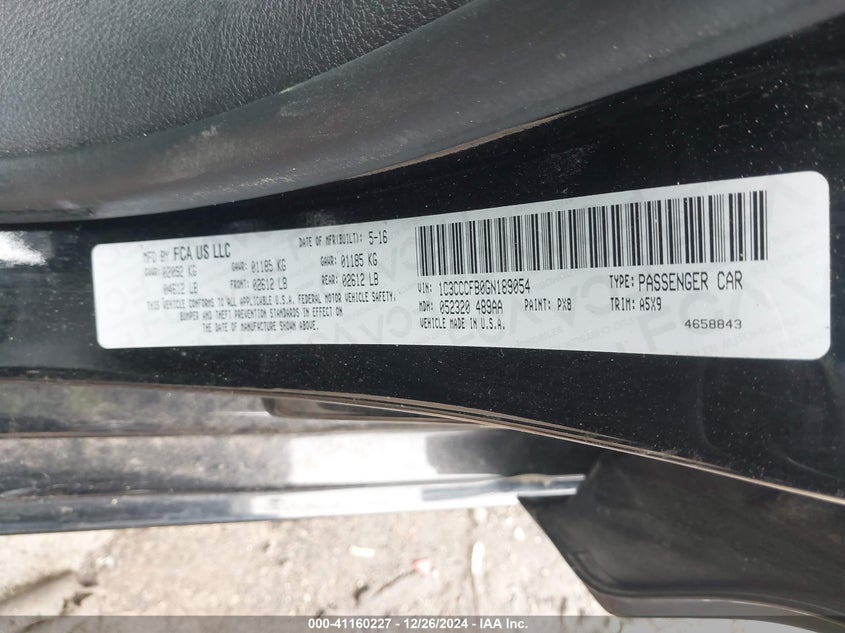 MFD BY FCA US LLC DATE OF MFR(BUILT): 5-16
GVWR: 02092 KG GAWR: 01185 KG GAWR: 01185 KG
04612 LB FRONT: 02612 LB REAR: 02612 LB
THIS VEHICLE CONFORMS TO ALL APPLICABLE U.S.A. FEDERAL MOTOR VEHICLE SAFETY,
BUMPER AND THEFT PREVENTION STANDARDS IN EFFECT ON
THE DATE OF MANUFACTURE SHOWN ABOVE.
VIN: 1C3CCCFB0GN189054 TYPE: PASSENGER CAR
MDH: 052320 489AA PAINT: PX8 TRIM: A5X9
VEHICLE MADE IN U.S.A. 4658843
000-41160227 - 12/26/2024 - IAAI.COM